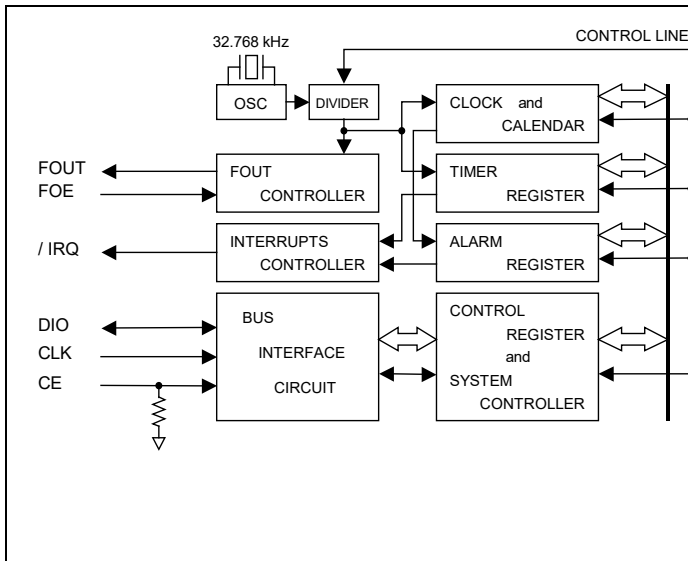 32.768 kHz
CONTROL LINE
OSC
DIVIDER
CLOCK and
CALENDAR
FOUT
FOE
FOUT
CONTROLLER
TIMER
REGISTER
/ IRQ
INTERRUPTS
CONTROLLER
ALARM
REGISTER
DIO
CLK
CE
BUS
INTERFACE
CIRCUIT
CONTROL
REGISTER
and
SYSTEM
CONTROLLER